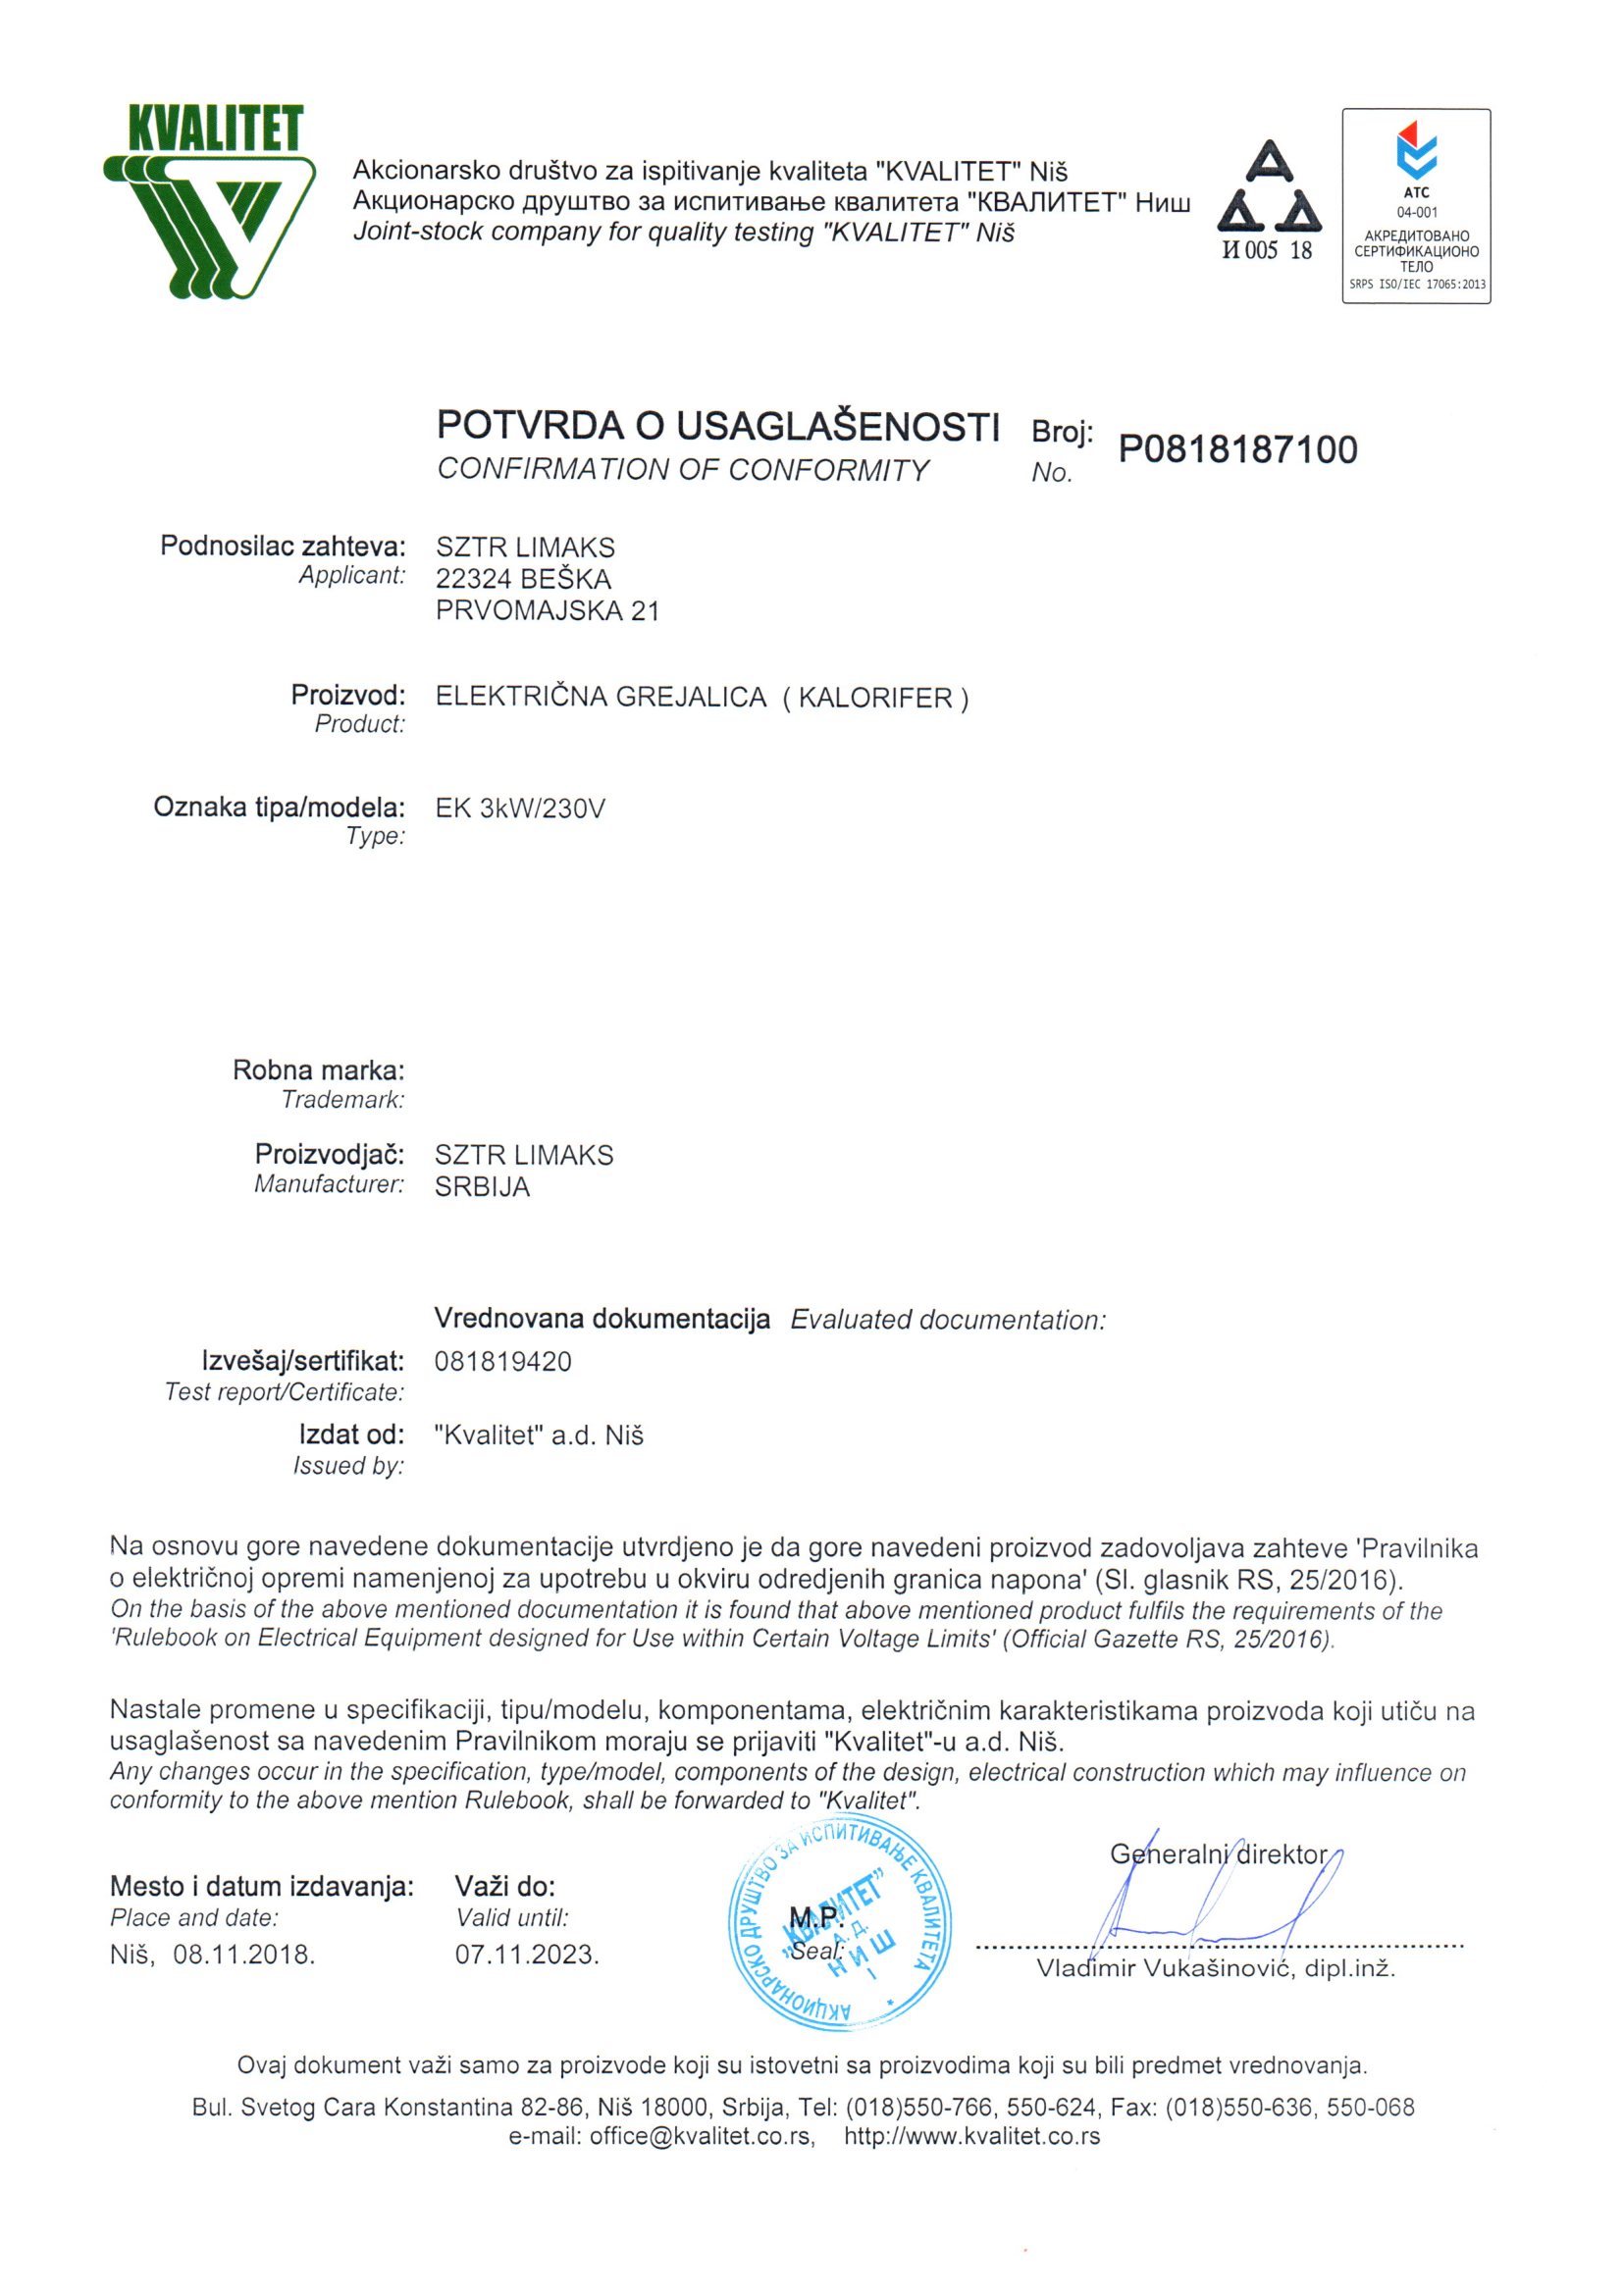 KVALITET
Akcionarsko društvo za ispitivanje kvaliteta "KVALITET" Niš
Акционарско друштво за испитивање квалитета "КВАЛИТЕТ" Ниш
Joint-stock company for quality testing "KVALITET" Niš
И 005 18
АТС
04-001
АКРЕДИТОВАНО
СЕРТИФИКАЦИОНО
ТЕЛО
SRPS ISO/IEC 17065:2013
POTVRDA O USAGLAŠENOSTI Broj: P0818187100
CONFIRMATION OF CONFORMITY No.
Podnosilac zahteva: SZTR LIMAKS
Applicant: 22324 BEŠKA
PRVOMAJSKA 21
Proizvod: ELEKTRIČNA GREJALICA ( KALORIFER )
Product:
Oznaka tipa/modela: EK 3kW/230V
Type:
Robna marka:
Trademark:
Proizvodjač: SZTR LIMAKS
Manufacturer: SRBIJA
Vrednovana dokumentacija Evaluated documentation:
Izvešaj/sertifikat: 081819420
Test report/Certificate:
Izdat od: "Kvalitet" a.d. Niš
Issued by:
Na osnovu gore navedene dokumentacije utvrdjeno je da gore navedeni proizvod zadovoljava zahteve 'Pravilnika
o električnoj opremi namenjenoj za upotrebu u okviru odredjenih granica napona' (Sl. glasnik RS, 25/2016).
On the basis of the above mentioned documentation it is found that above mentioned product fulfils the requirements of the
'Rulebook on Electrical Equipment designed for Use within Certain Voltage Limits' (Official Gazette RS, 25/2016).
Nastale promene u specifikaciji, tipu/modelu, komponentama, električnim karakteristikama proizvoda koji utiču na
usaglašenost sa navedenim Pravilnikom moraju se prijaviti "Kvalitet"-u a.d. Niš.
Any changes occur in the specification, type/model, components of the design, electrical construction which may influence on
conformity to the above mention Rulebook, shall be forwarded to "Kvalitet".
Generalni direktor
Mesto i datum izdavanja: Važi do: M.P.
Place and date: Valid until: Seal:
Niš, 08.11.2018. 07.11.2023.
АКЦИОНАРСКО ДРУШТВО ЗА ИСПИТИВАЊЕ КВАЛИТЕТА *
"КВАЛИТЕТ"
А. Д.
НИШ
1
Vladimir Vukašinović, dipl.inž.
Ovaj dokument važi samo za proizvode koji su istovetni sa proizvodima koji su bili predmet vrednovanja.
Bul. Svetog Cara Konstantina 82-86, Niš 18000, Srbija, Tel: (018)550-766, 550-624, Fax: (018)550-636, 550-068
e-mail: office@kvalitet.co.rs, http://www.kvalitet.co.rs